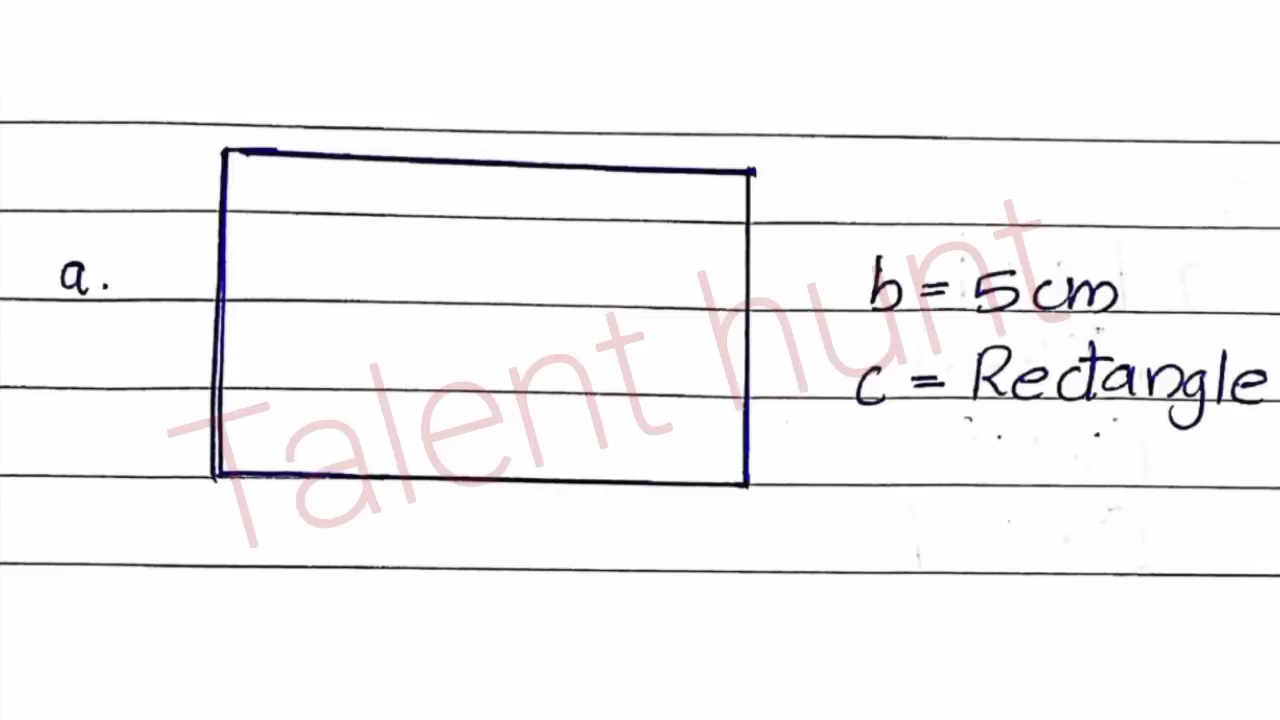 a.
b = 5cm
c = Rectangle
Talent hunt